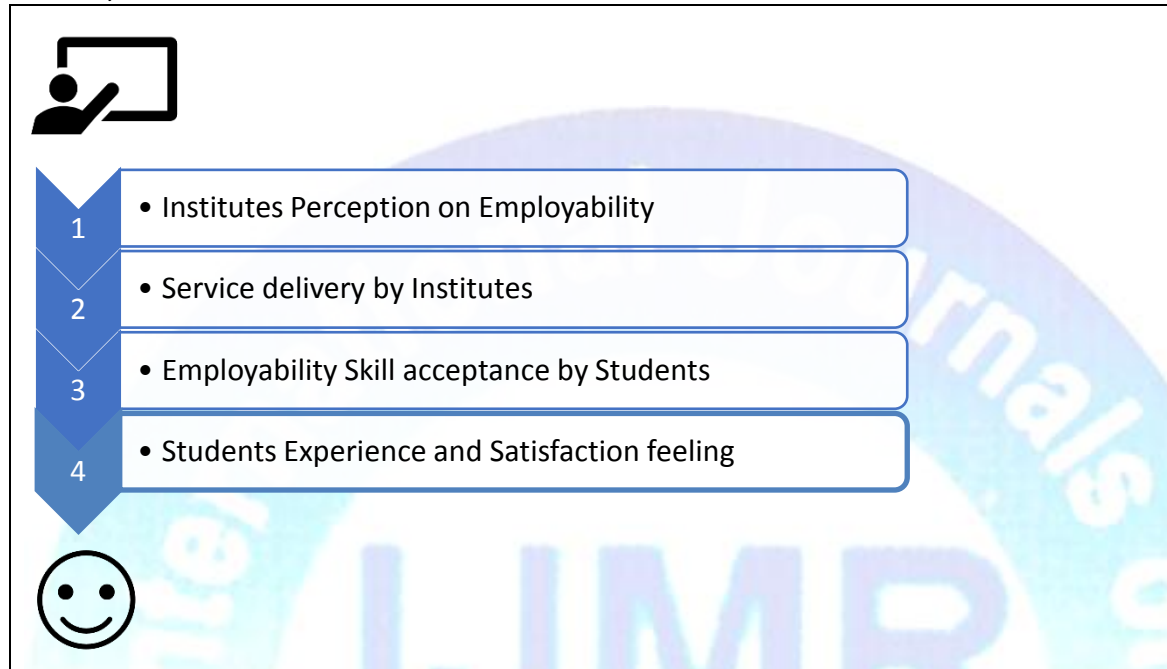 1
• Institutes Perception on Employability
2
• Service delivery by Institutes
3
• Employability Skill acceptance by Students
4
• Students Experience and Satisfaction feeling